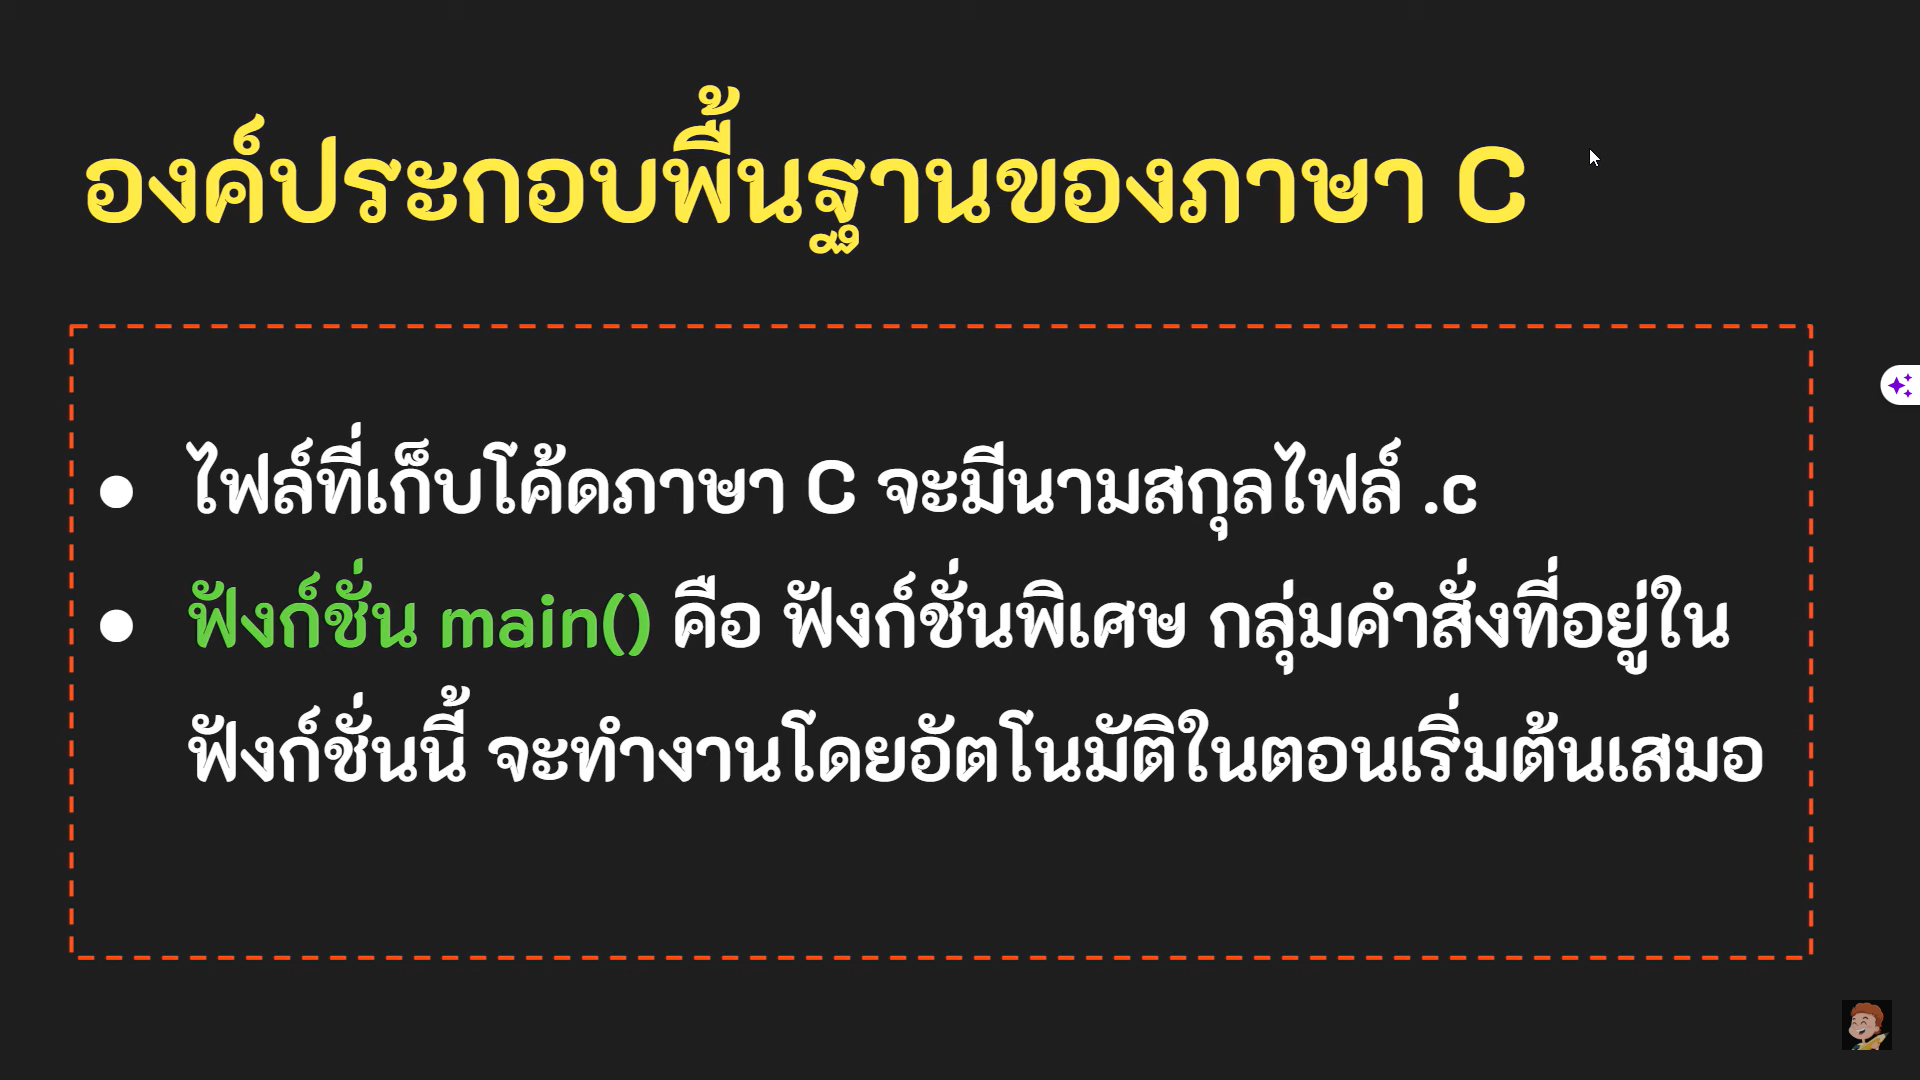 องค์ประกอบพื้นฐานของภาษา C
● ไฟล์ที่เก็บโค้ดภาษา C จะมีนามสกุลไฟล์ .c
● ฟังก์ชั่น main() คือ ฟังก์ชั่นพิเศษ กลุ่มคำสั่งที่อยู่ใน
ฟังก์ชั่นนี้ จะทำงานโดยอัตโนมัติในตอนเริ่มต้นเสมอ